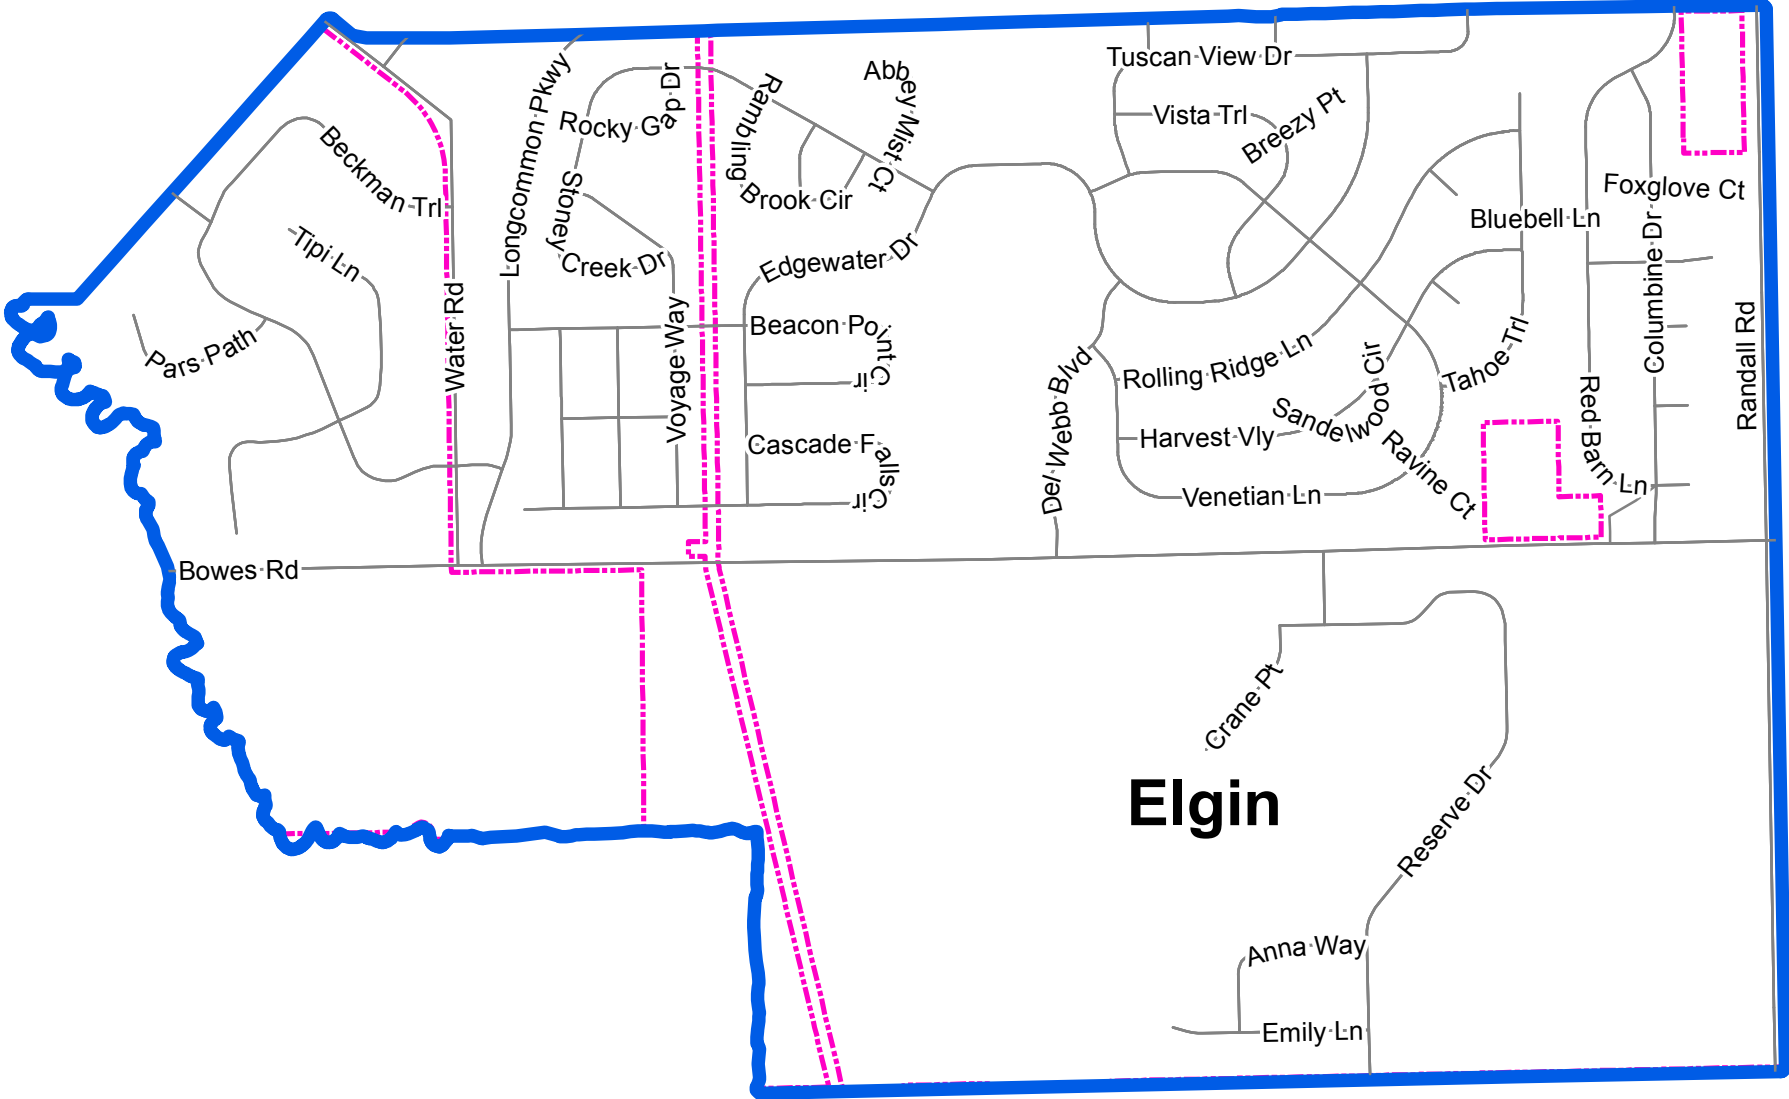 Tuscan View Dr
Longcommon Pkwy
Rocky Gap Dr
Rambling Brook Cir
Abbey Mist Ct
Vista Trl
Breezy Pt
Beckman Trl
Stoney Creek Dr
Foxglove Ct
Bluebell Ln
Columbine Dr
Tipi Ln
Edgewater Dr
Water Rd
Voyage Way
Beacon Point Cir
Pars Path
Rolling Ridge Ln
Sandelwood Cir
Tahoe Trl
Randall Rd
Del Webb Blvd
Harvest Vly
Ravine Ct
Red Barn Ln
Cascade Falls Cir
Venetian Ln
Bowes Rd
Crane Pt
Elgin
Reserve Dr
Anna Way
Emily Ln